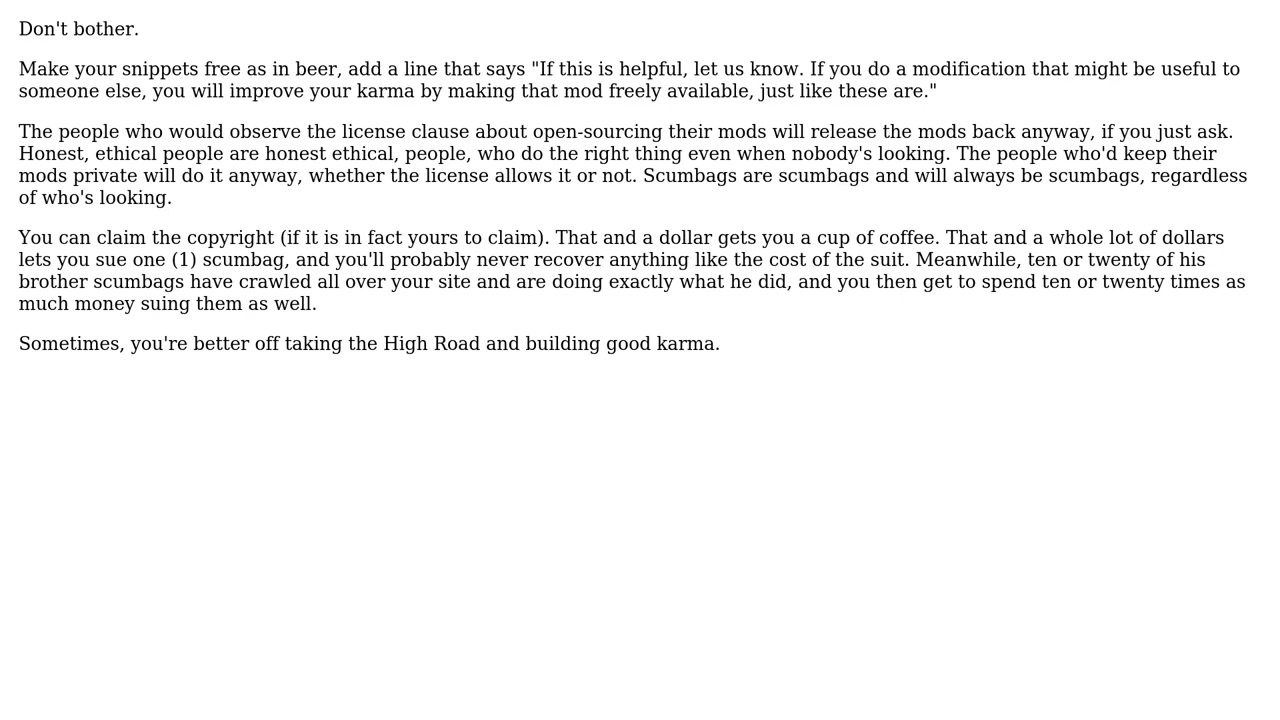 Don't bother.
Make your snippets free as in beer, add a line that says "If this is helpful, let us know. If you do a modification that might be useful to
someone else, you will improve your karma by making that mod freely available, just like these are."
The people who would observe the license clause about open-sourcing their mods will release the mods back anyway, if you just ask.
Honest, ethical people are honest ethical, people, who do the right thing even when nobody's looking. The people who'd keep their
mods private will do it anyway, whether the license allows it or not. Scumbags are scumbags and will always be scumbags, regardless
of who's looking.
You can claim the copyright (if it is in fact yours to claim). That and a dollar gets you a cup of coffee. That and a whole lot of dollars
lets you sue one (1) scumbag, and you'll probably never recover anything like the cost of the suit. Meanwhile, ten or twenty of his
brother scumbags have crawled all over your site and are doing exactly what he did, and you then get to spend ten or twenty times as
much money suing them as well.
Sometimes, you're better off taking the High Road and building good karma.